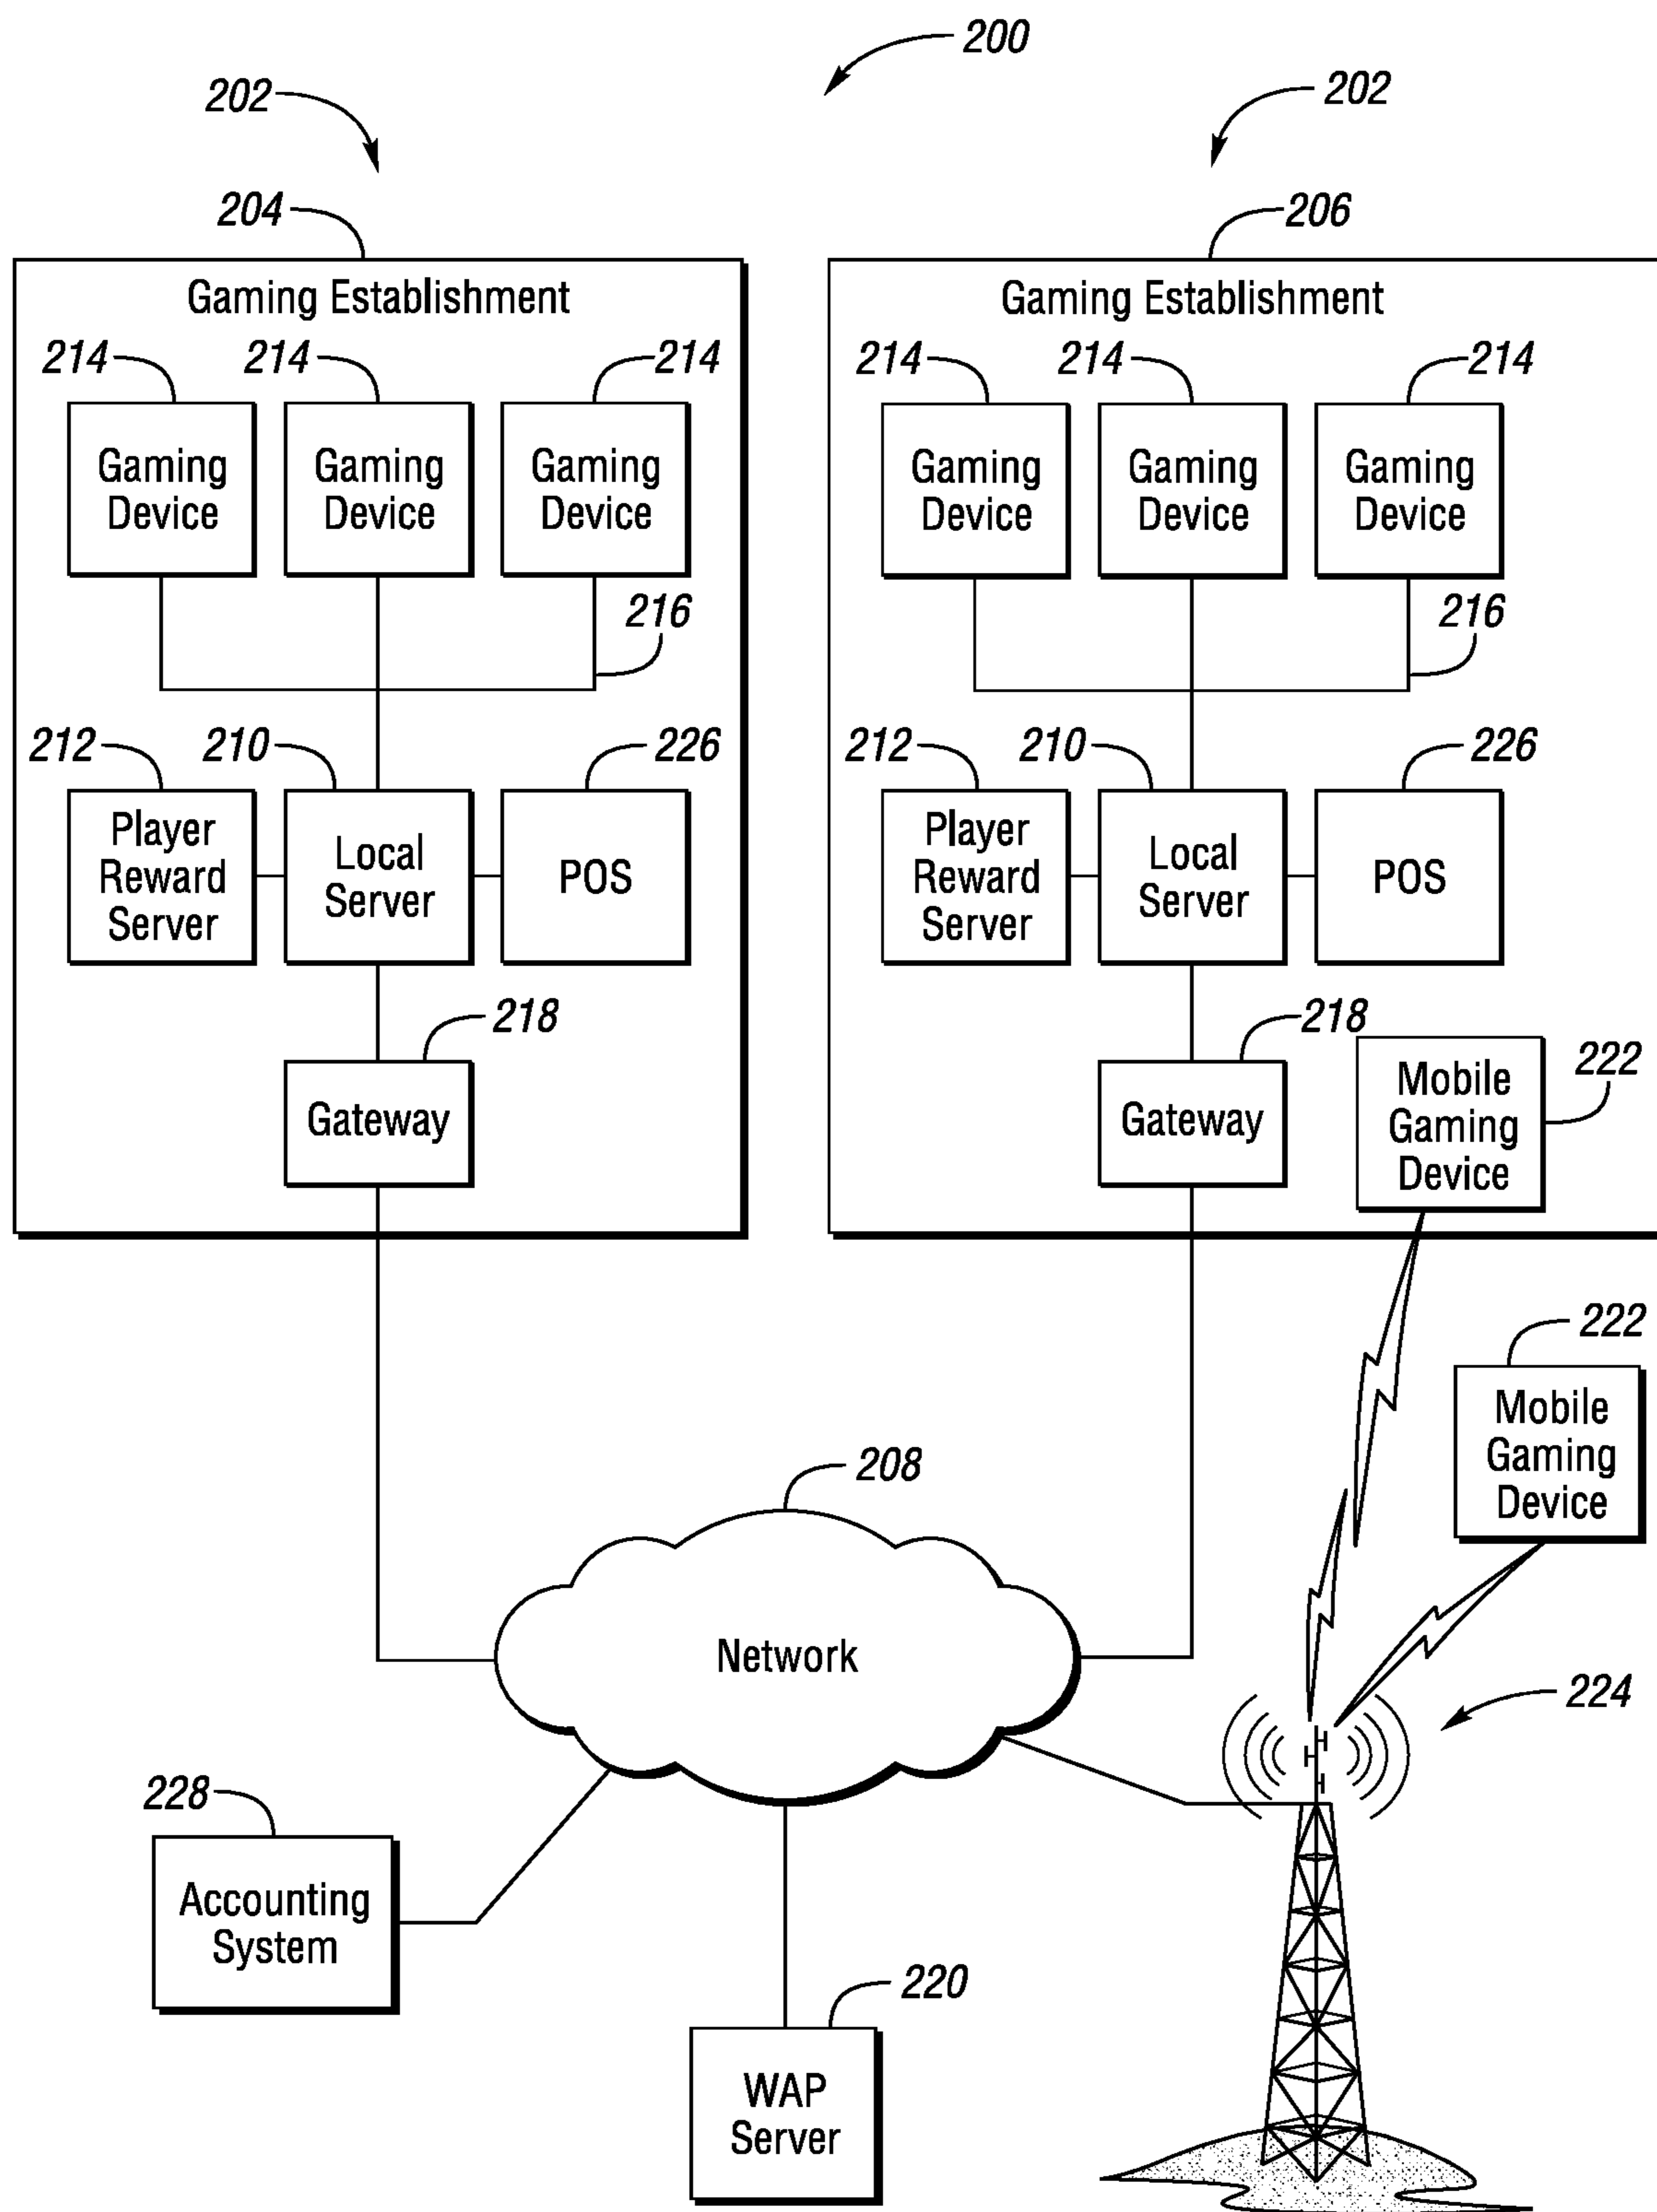 200
202
202
204
206
Gaming Establishment
Gaming Establishment
214
214
214
214
214
214
Gaming
Device
Gaming
Device
Gaming
Device
Gaming
Device
Gaming
Device
Gaming
Device
216
216
212
210
226
212
210
226
Player
Reward
Server
Local
Server
POS
Player
Reward
Server
Local
Server
POS
218
218
Gateway
Gateway
Mobile
Gaming
Device
222
222
Mobile
Gaming
Device
208
Network
224
228
Accounting
System
220
WAP
Server